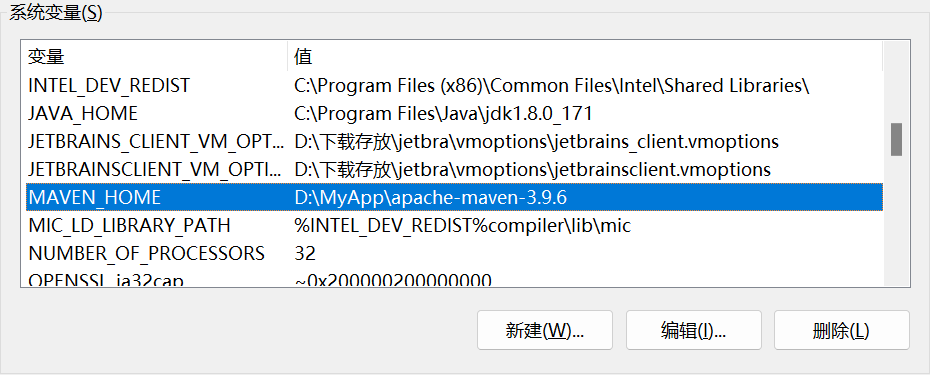 系统变量(S)
变量 值
INTEL_DEV_REDIST C:\Program Files (x86)\Common Files\Intel\Shared Libraries\
JAVA_HOME C:\Program Files\Java\jdk1.8.0_171
JETBRAINS_CLIENT_VM_OPT... D:\下载存放\jetbra\vmoptions\jetbrains_client.vmoptions
JETBRAINSCLIENT_VM_OPTI... D:\下载存放\jetbra\vmoptions\jetbrainsclient.vmoptions
MAVEN_HOME D:\MyApp\apache-maven-3.9.6
MIC_LD_LIBRARY_PATH %INTEL_DEV_REDIST%compiler\lib\mic
NUMBER_OF_PROCESSORS 32
OPENSSL_ia32cap ~0x200000200000000
新建(W)... 编辑(I)... 删除(L)